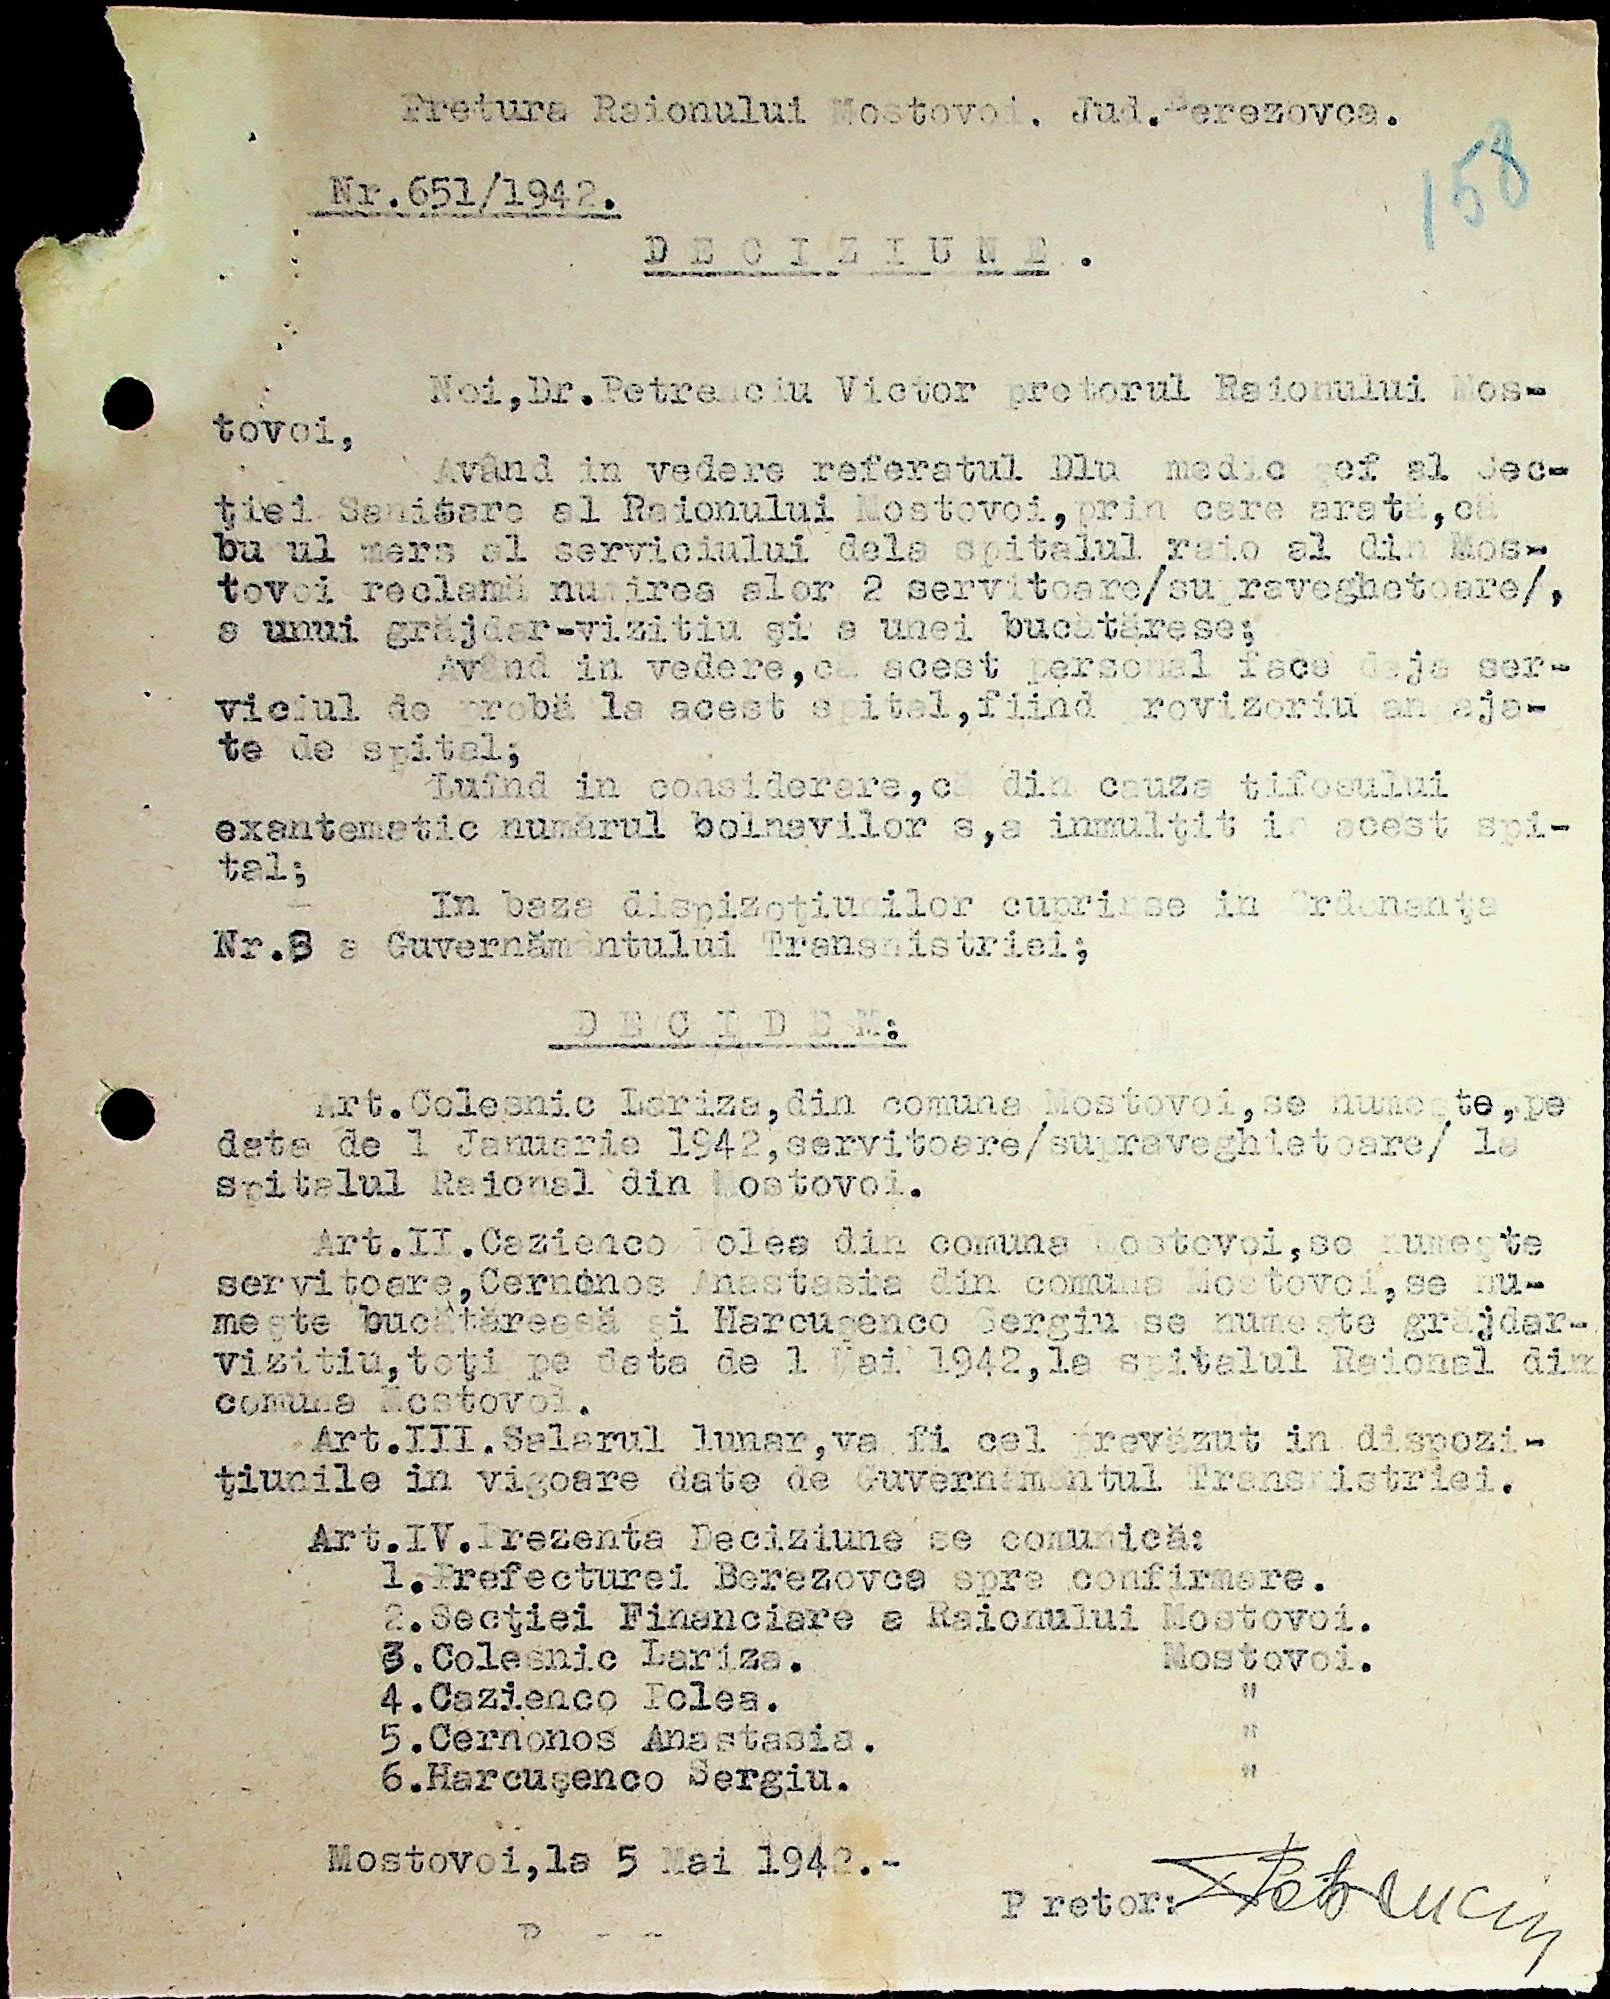 Pretura Raionului Mostovoi. Jud.Berezovca.
158
Nr.651/1942.
DECIZIUNE.
Noi,Dr.Petrenciu Victor pretorul Raionului Mos-
tovoi,
Având in vedere referatul Dlu medic şef al Sec-
ţiei Sanitare al Raionului Mostovoi,prin care arată,că
bunul mers al serviciului dela spitalul raional din Mos-
tovoi reclamă numirea alor 2 servitoare/supraveghetoare/,
a unui grăjdar-vizitiu şi a unei bucătărese;
Având in vedere,că acest personal face deja ser-
viciul de probă la acest spital,fiind provizoriu angaja-
te de spital;
Luînd in considerare,că din cauza tifosului
exantematic numărul bolnavilor s,a inmulţit in acest spi-
tal;
In baza dispizoţiunilor cuprinse in Ordonanţa
Nr.8 a Guvernământului Transnistriei;
DECIDEM:
Art.Colesnic Lariza,din comuna Mostovoi,se numeşte,pe
data de 1 Januarie 1942,servitoare/supraveghietoare/ la
spitalul Raional din Mostovoi.
Art.II.Cazienco Polea din comuna Mostovoi,se numeşte
servitoare,Cernonos Anastasia din comuna Mostovoi,se nu-
meşte bucătăreasă şi Harcuşenco Sergiu se numeşte grăjdar-
vizitiu,toţi pe data de 1 Mai 1942,la spitalul Raional din
comuna Mostovoi.
Art.III.Salarul lunar,va fi cel prevăzut in dispozi-
ţiunile in vigoare date de Guvernământul Transnistriei.
Art.IV.Prezenta Deciziune se comunică:
1.Prefecturei Berezovca spre confirmare.
2.Secţiei Financiare a Raionului Mostovoi.
3.Colesnic Lariza. Mostovoi.
4.Cazienco Polea. "
5.Cernonos Anastasia. "
6.Harcuşenco Sergiu. "
Mostovoi,la 5 Mai 1942.-
Pretor: